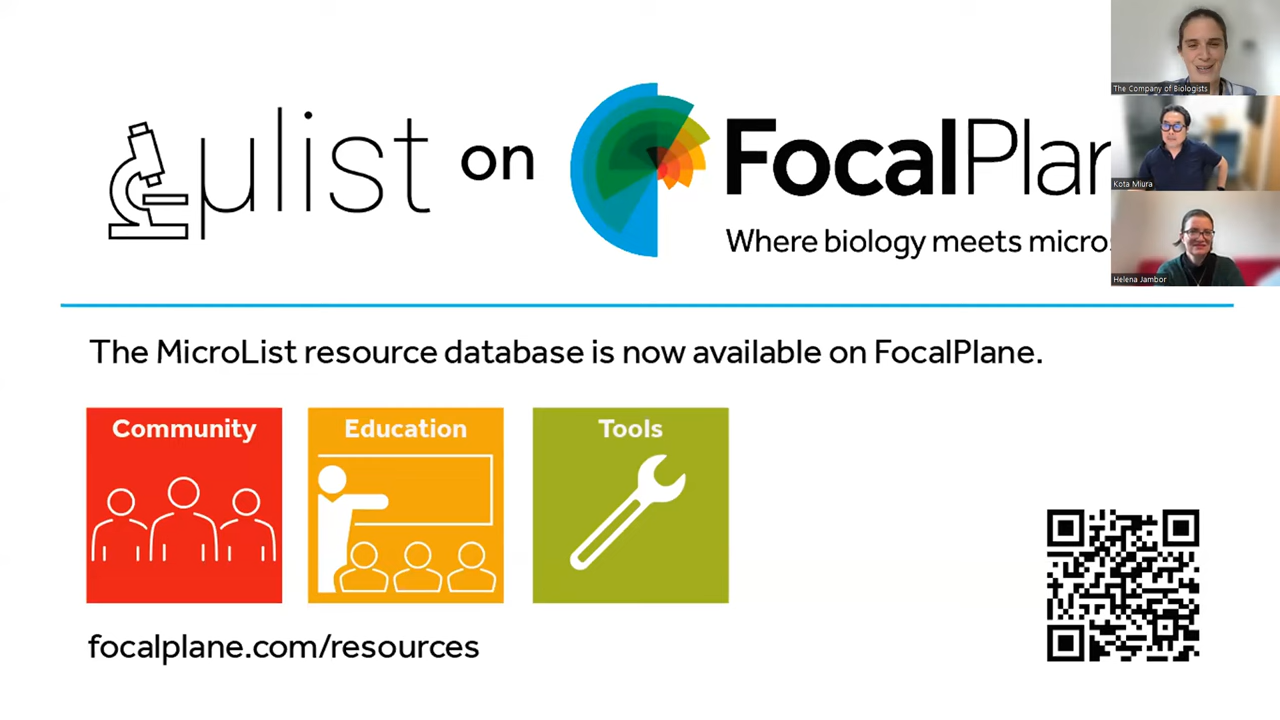 µlist on FocalPlan
Where biology meets micros
The MicroList resource database is now available on FocalPlane.
Community
Education
Tools
focalplane.com/resources
The Company of Biologists
Kota Miura
Helena Jambor